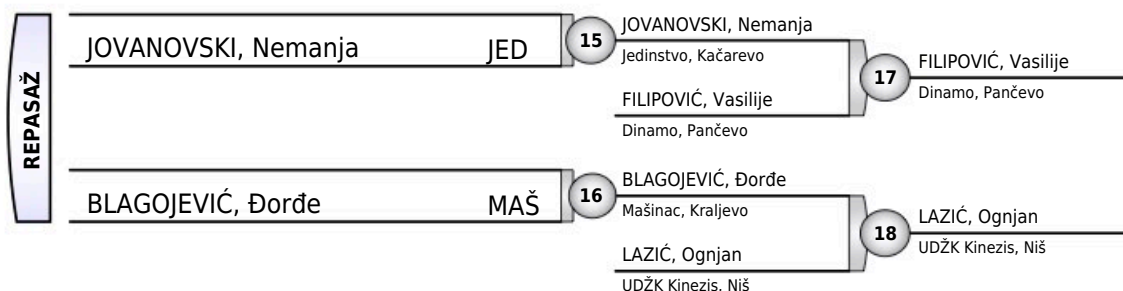 REPASAŽ
JOVANOVSKI, Nemanja JED
15
JOVANOVSKI, Nemanja
Jedinstvo, Kačarevo
FILIPOVIĆ, Vasilije
Dinamo, Pančevo
17
FILIPOVIĆ, Vasilije
Dinamo, Pančevo
BLAGOJEVIĆ, Đorđe MAŠ
16
BLAGOJEVIĆ, Đorđe
Mašinac, Kraljevo
LAZIĆ, Ognjan
UDŽK Kinezis, Niš
18
LAZIĆ, Ognjan
UDŽK Kinezis, Niš